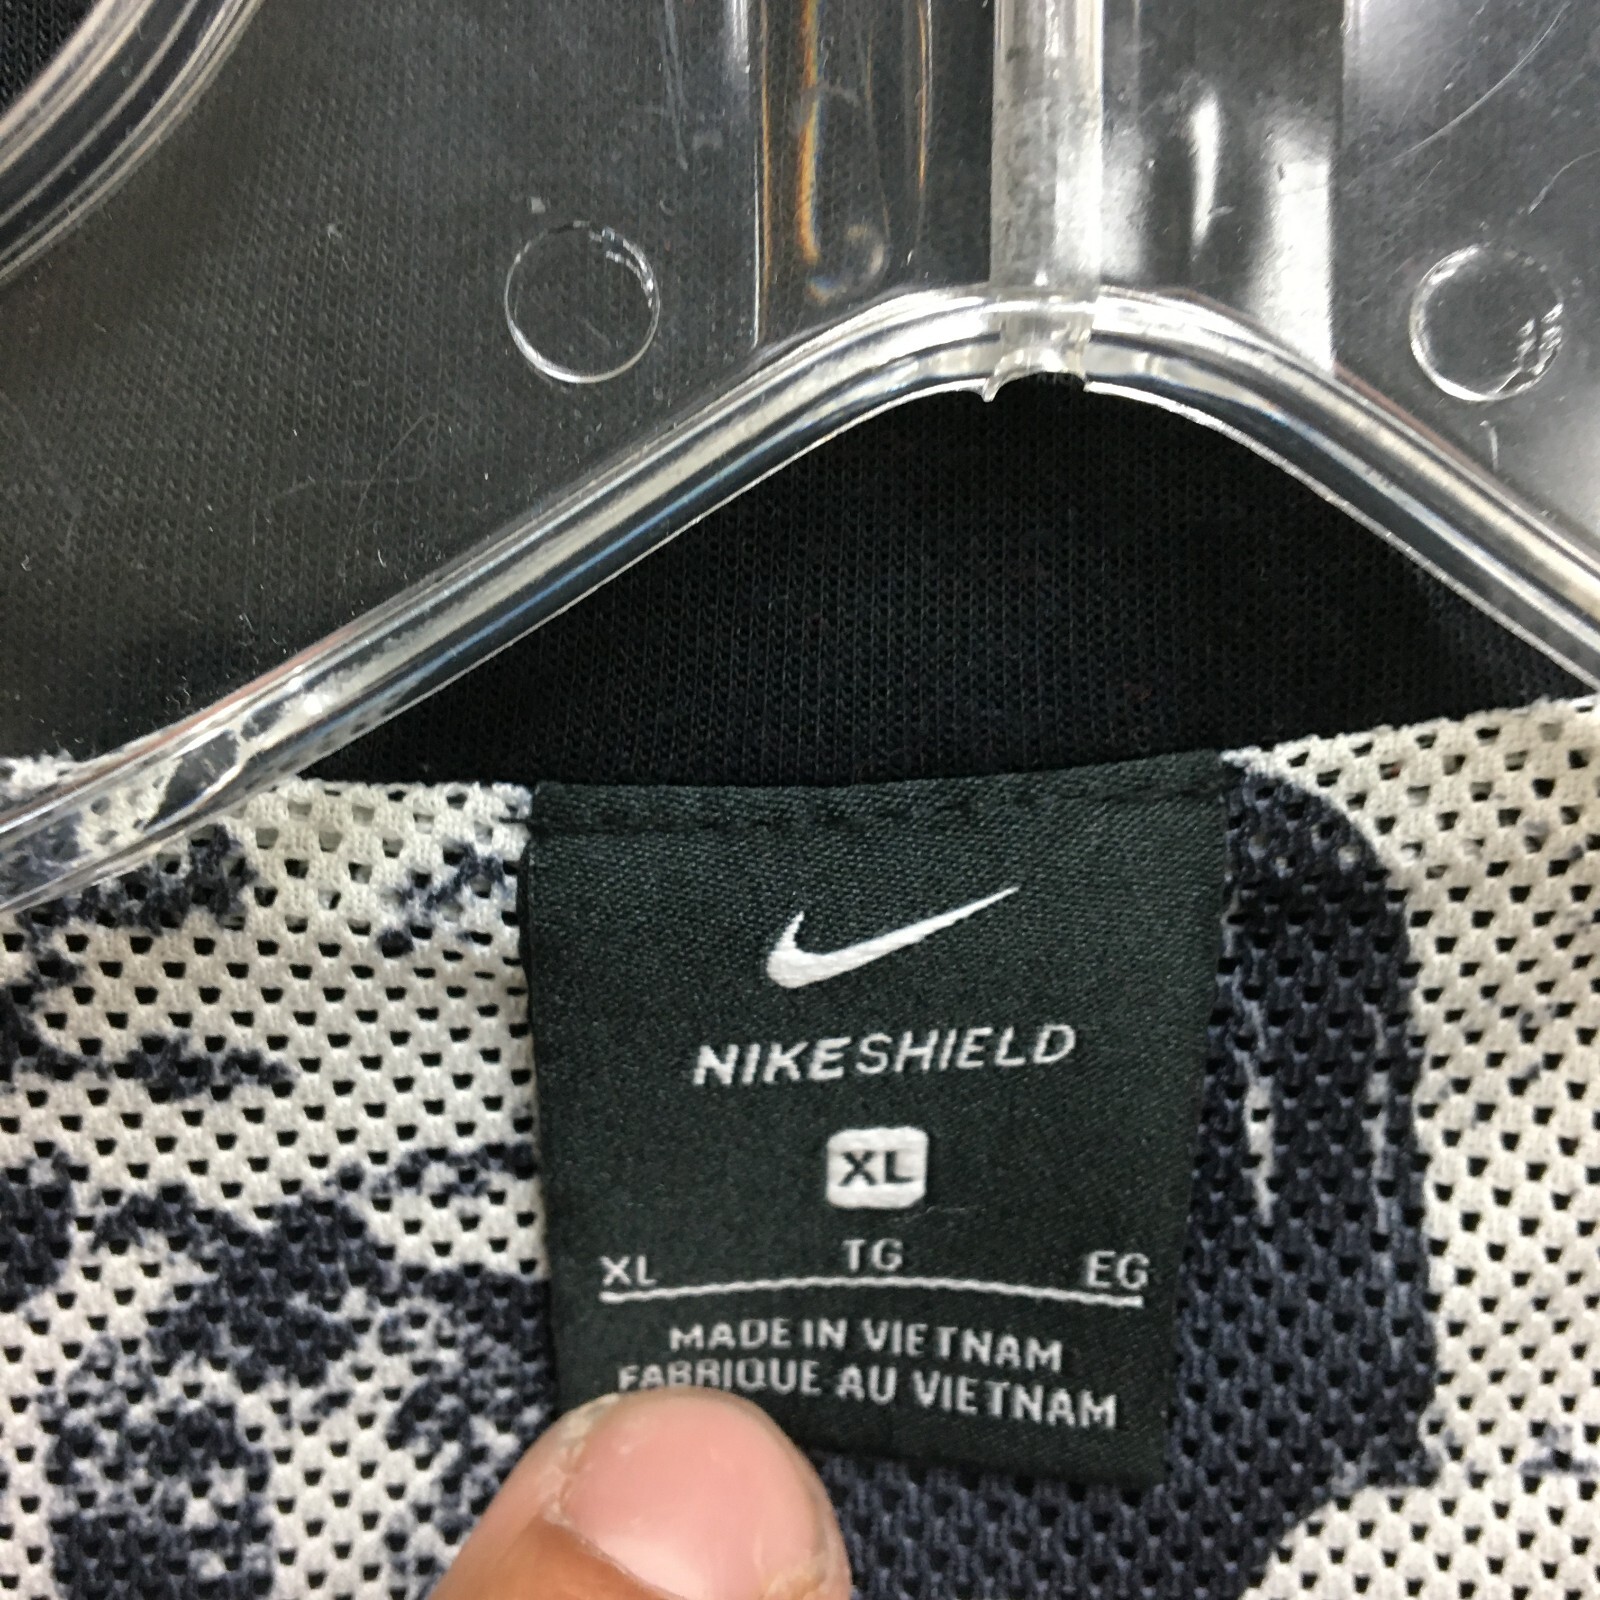 NIKESHIELD
XL
XL TG EG
MADE IN VIETNAM
FABRIQUE AU VIETNAM